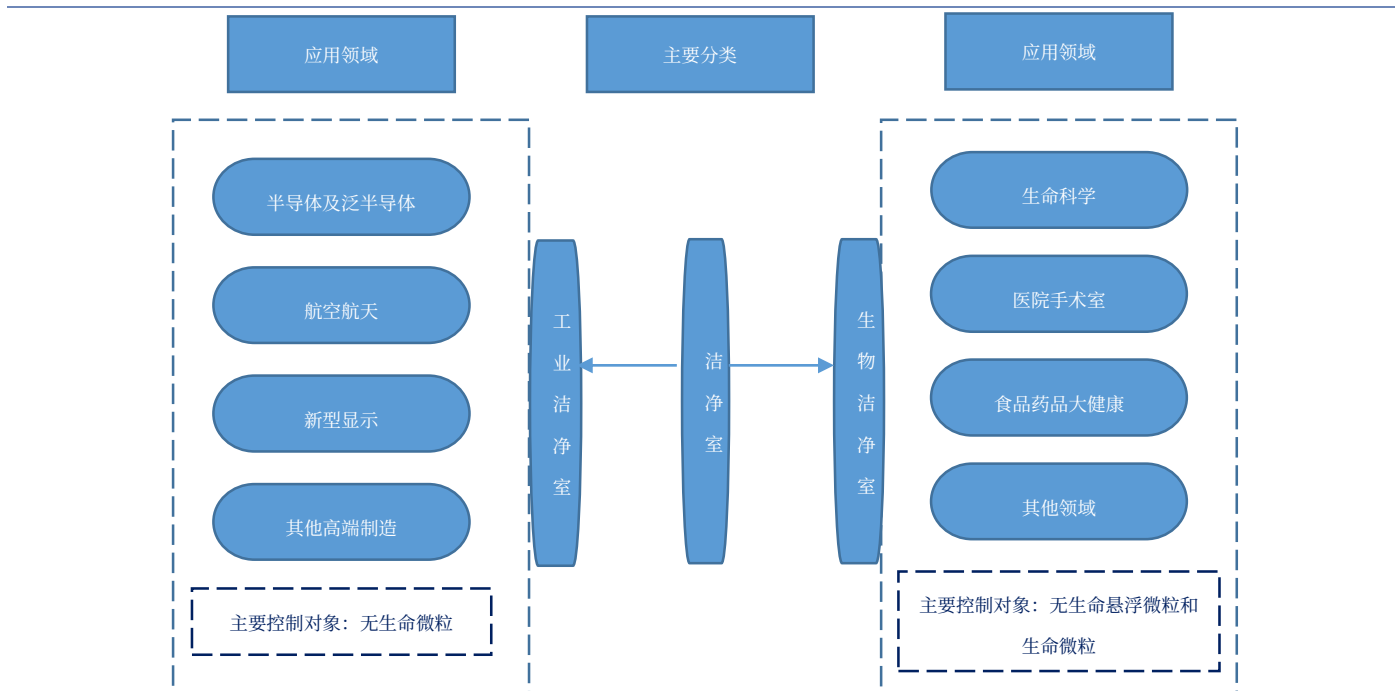 应用领域
主要分类
应用领域
半导体及泛半导体
航空航天
新型显示
其他高端制造
主要控制对象：无生命微粒
工业洁净室
洁净室
生物洁净室
生命科学
医院手术室
食品药品大健康
其他领域
主要控制对象：无生命悬浮微粒和
生命微粒